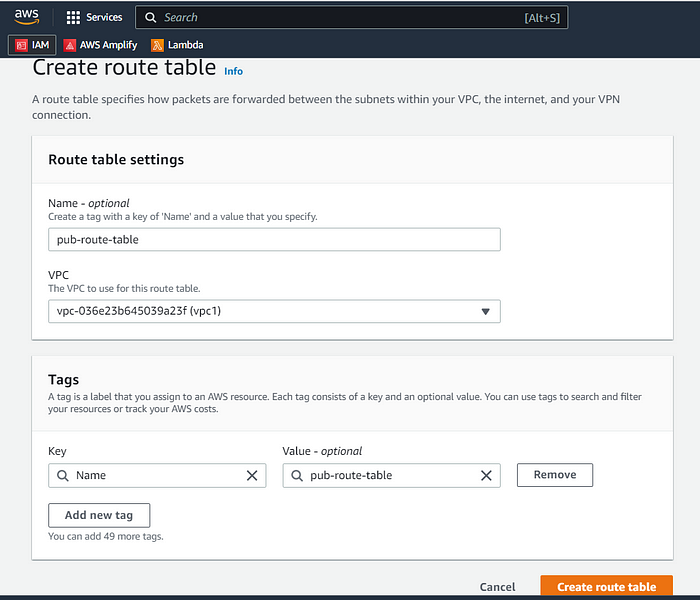 aws Services Search [Alt+S]
IAM AWS Amplify Lambda
Create route table Info
A route table specifies how packets are forwarded between the subnets within your VPC, the internet, and your VPN
connection.
Route table settings
Name - optional
Create a tag with a key of 'Name' and a value that you specify.
pub-route-table
VPC
The VPC to use for this route table.
vpc-036e23b645039a23f (vpc1)
Tags
A tag is a label that you assign to an AWS resource. Each tag consists of a key and an optional value. You can use tags to search and filter
your resources or track your AWS costs.
Key Value - optional
Name pub-route-table Remove
Add new tag
You can add 49 more tags.
Cancel Create route table